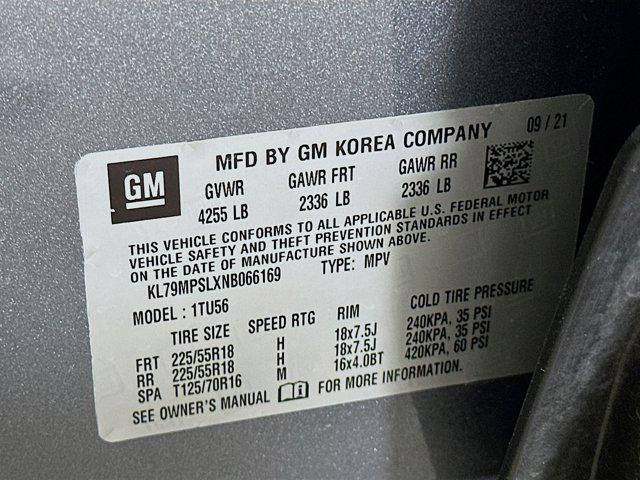 GM
MFD BY GM KOREA COMPANY 09 / 21
GVWR GAWR FRT GAWR RR
4255 LB 2336 LB 2336 LB
THIS VEHICLE CONFORMS TO ALL APPLICABLE U.S. FEDERAL MOTOR
VEHICLE SAFETY AND THEFT PREVENTION STANDARDS IN EFFECT
ON THE DATE OF MANUFACTURE SHOWN ABOVE.
KL79MPSLXNB066169 TYPE: MPV
MODEL : 1TU56
TIRE SIZE SPEED RTG RIM COLD TIRE PRESSURE
FRT 225/55R18 H 18x7.5J 240KPA, 35 PSI
RR 225/55R18 H 18x7.5J 240KPA, 35 PSI
SPA T125/70R16 M 16x4.0BT 420KPA, 60 PSI
SEE OWNER'S MANUAL FOR MORE INFORMATION.